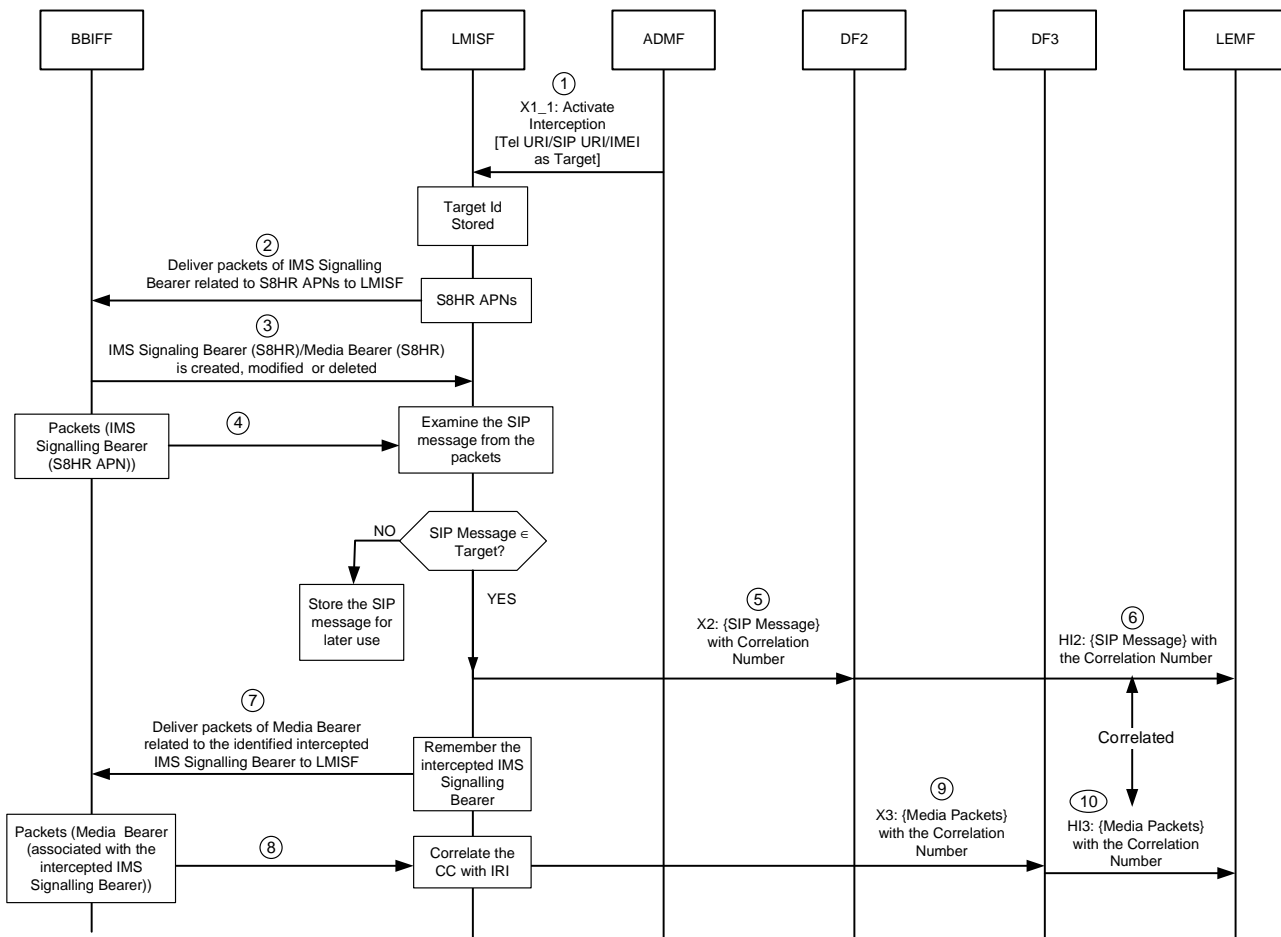 BBIFF
LMISF
ADMF
DF2
DF3
LEMF
1
X1_1: Activate
Interception
[Tel URI/SIP URI/IMEI
as Target]
Target Id
Stored
2
Deliver packets of IMS Signalling
Bearer related to S8HR APNs to LMISF
S8HR APNs
3
IMS Signaling Bearer (S8HR)/Media Bearer (S8HR)
is created, modified or deleted
Packets (IMS
Signalling Bearer
(S8HR APN))
4
Examine the SIP
message from the
packets
SIP Message ∈
Target?
NO
YES
Store the SIP
message for
later use
5
X2: {SIP Message}
with Correlation
Number
6
HI2: {SIP Message} with
the Correlation Number
7
Deliver packets of Media Bearer
related to the identified intercepted
IMS Signalling Bearer to LMISF
Remember the
intercepted IMS
Signalling
Bearer
Correlated
Packets (Media Bearer
(associated with the
intercepted IMS
Signalling Bearer))
8
Correlate the
CC with IRI
9
X3: {Media Packets}
with the Correlation
Number
10
HI3: {Media Packets}
with the Correlation
Number